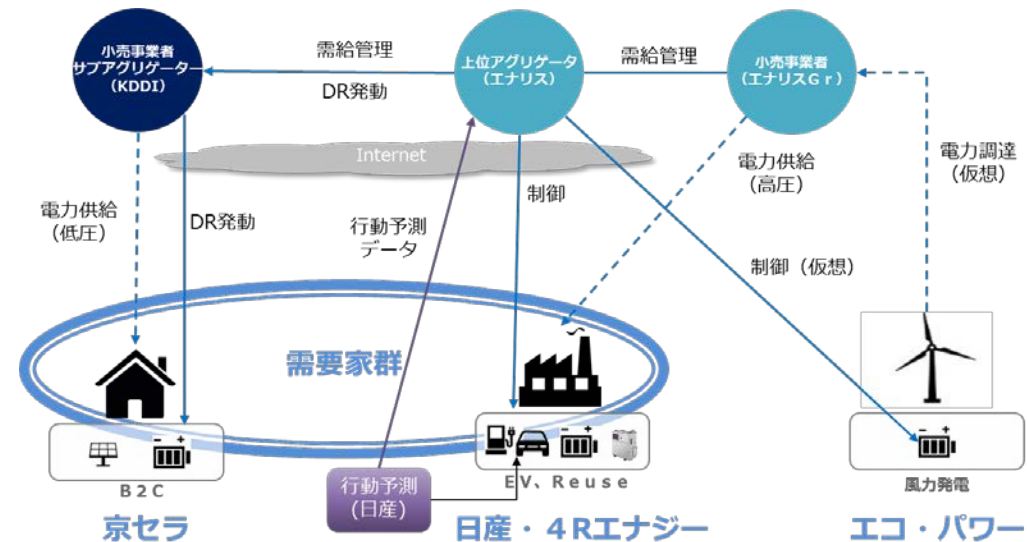 小売事業者
サブアグリゲーター
(KDDI)
需給管理
DR発動
上位アグリゲータ
(エナリス)
需給管理
小売事業者
(エナリスGr)
Internet
電力供給
(低圧)
DR発動
行動予測
データ
制御
電力供給
(高圧)
電力調達
(仮想)
制御(仮想)
需要家群
B2C
行動予測
(日産)
EV、Reuse
風力発電
京セラ
日産・4Rエナジー
エコ・パワー